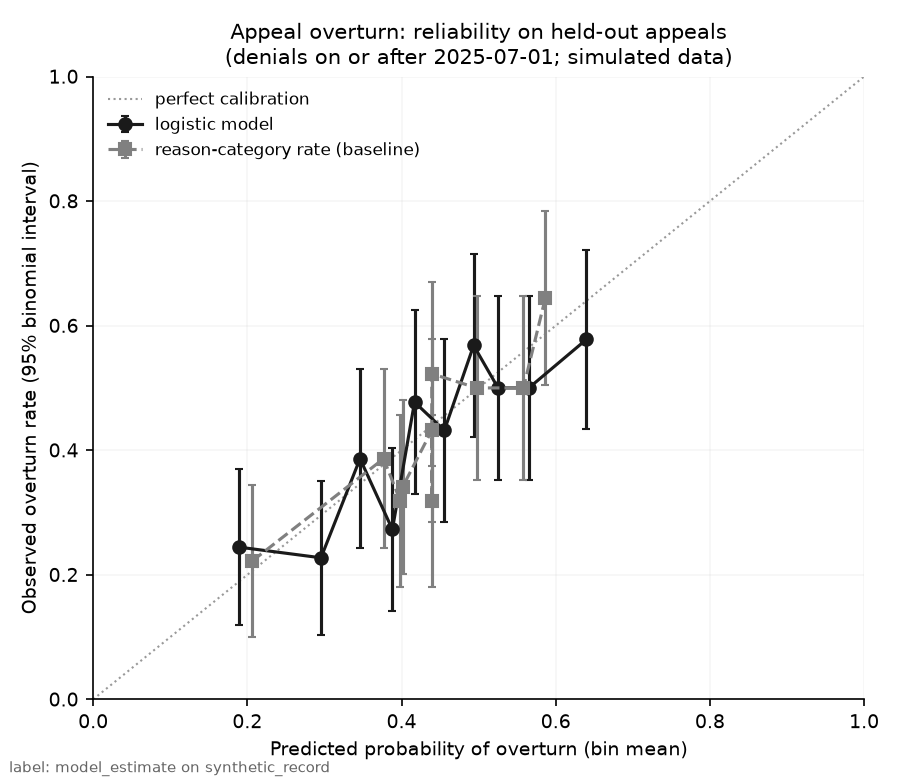 Appeal overturn: reliability on held-out appeals
(denials on or after 2025-07-01; simulated data)
perfect calibration
logistic model
reason-category rate (baseline)
Observed overturn rate (95% binomial interval)
1.0
0.8
0.6
0.4
0.2
0.0
0.0 0.2 0.4 0.6 0.8 1.0
Predicted probability of overturn (bin mean)
label: model_estimate on synthetic_record